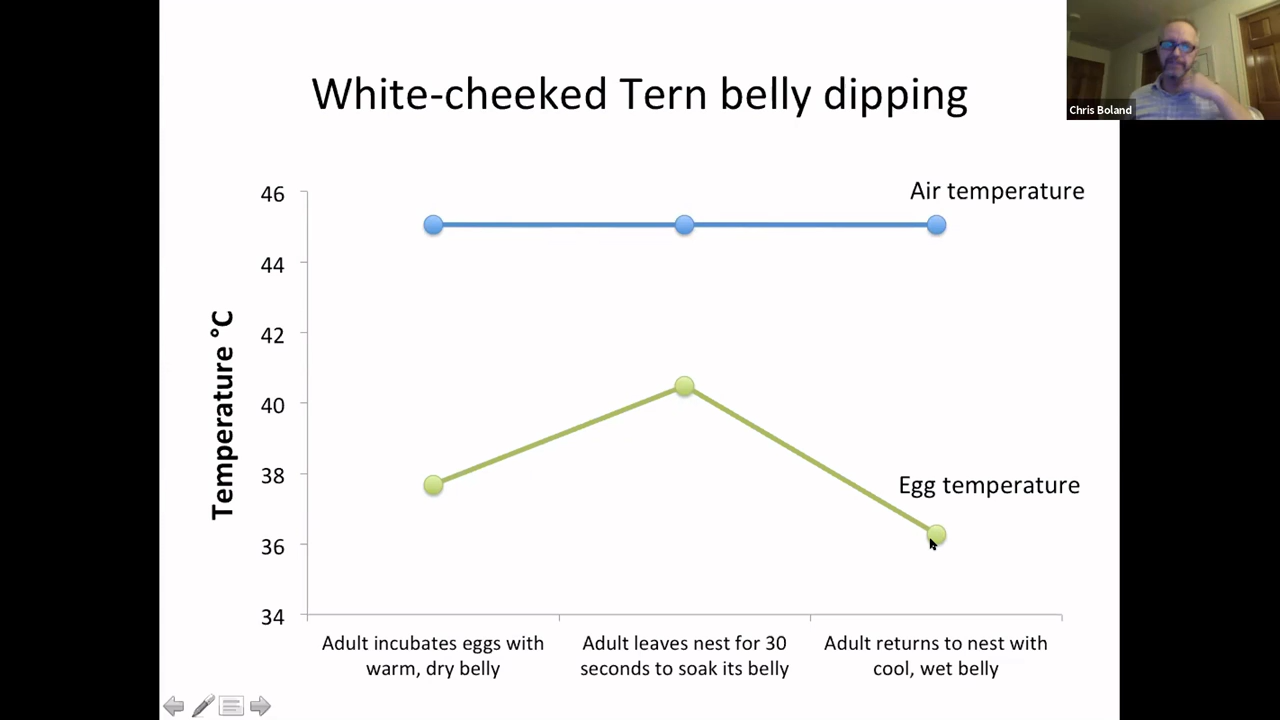 White-cheeked Tern belly dipping
Chris Boland
Air temperature
46
44
42
40
38
36
34
Temperature °C
Egg temperature
Adult incubates eggs with
warm, dry belly
Adult leaves nest for 30
seconds to soak its belly
Adult returns to nest with
cool, wet belly